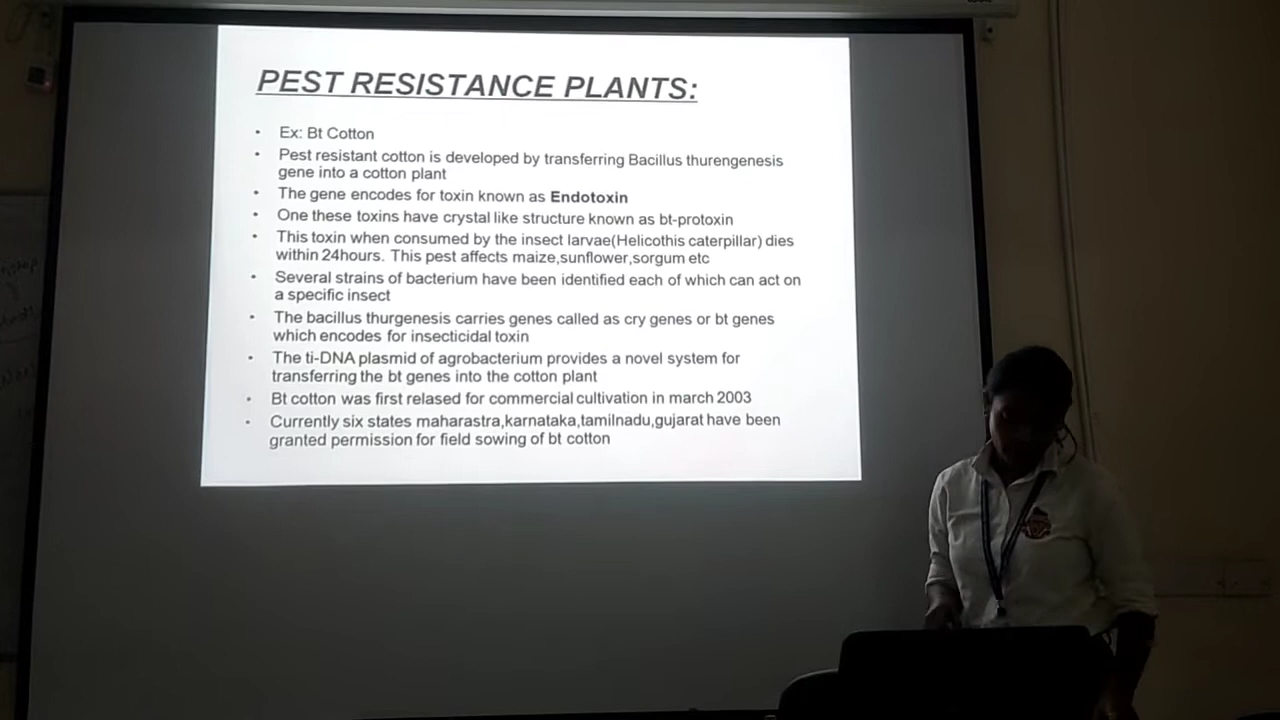 PEST RESISTANCE PLANTS:
• Ex: Bt Cotton
• Pest resistant cotton is developed by transferring Bacillus thurengenesis
gene into a cotton plant
• The gene encodes for toxin known as Endotoxin
• One these toxins have crystal like structure known as bt-protoxin
• This toxin when consumed by the insect larvae(Helicothis caterpillar) dies
within 24hours. This pest affects maize,sunflower,sorgum etc
• Several strains of bacterium have been identified each of which can act on
a specific insect
• The bacillus thurgenesis carries genes called as cry genes or bt genes
which encodes for insecticidal toxin
• The ti-DNA plasmid of agrobacterium provides a novel system for
transferring the bt genes into the cotton plant
• Bt cotton was first relased for commercial cultivation in march 2003
• Currently six states maharastra,karnataka,tamilnadu,gujarat have been
granted permission for field sowing of bt cotton